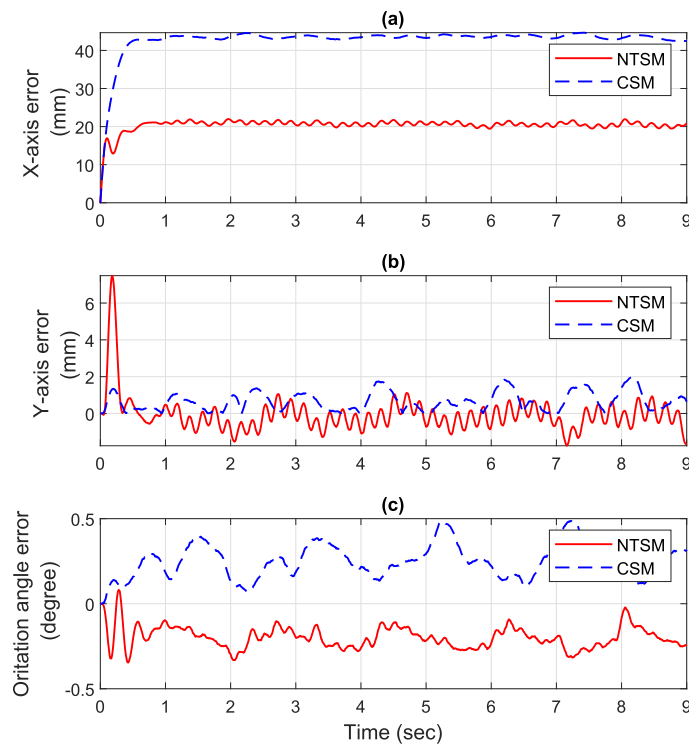 (a)
X-axis error
(mm)
40
30
20
10
0
NTSM
CSM
0 1 2 3 4 5 6 7 8 9
(b)
Y-axis error
(mm)
6
4
2
0
NTSM
CSM
0 1 2 3 4 5 6 7 8 9
(c)
Oritation angle error
(degree)
0.5
0
-0.5
NTSM
CSM
0 1 2 3 4 5 6 7 8 9
Time (sec)